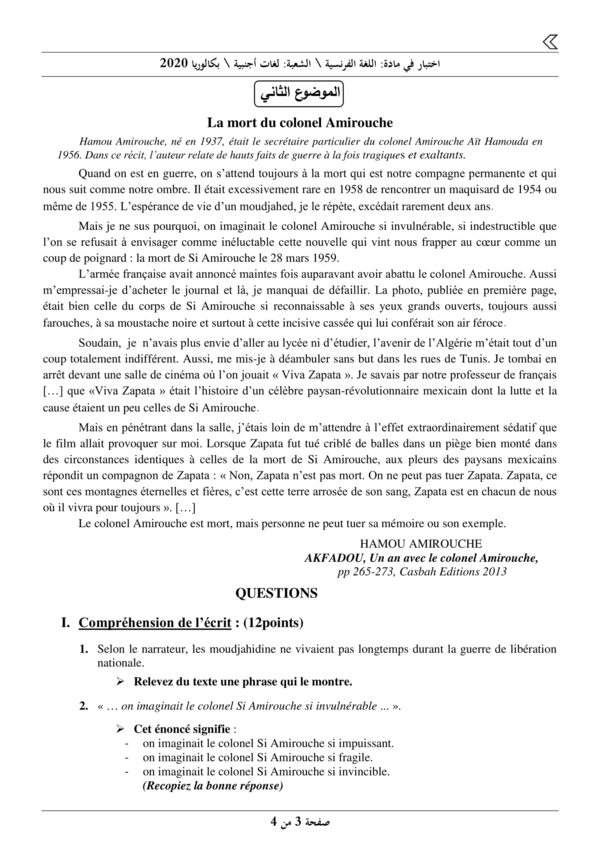 اختبار في مادة: اللغة الفرنسية \ الشعبة: لغات أجنبية \ بكالوريا 2020
الموضوع الثاني
La mort du colonel Amirouche
Hamou Amirouche, né en 1937, était le secrétaire particulier du colonel Amirouche Aït Hamouda en
1956. Dans ce récit, l'auteur relate de hauts faits de guerre à la fois tragiques et exaltants.
Quand on est en guerre, on s'attend toujours à la mort qui est notre compagne permanente et qui
nous suit comme notre ombre. Il était excessivement rare en 1958 de rencontrer un maquisard de 1954 ou
même de 1955. L'espérance de vie d'un moudjahed, je le répète, excédait rarement deux ans.
Mais je ne sus pourquoi, on imaginait le colonel Amirouche si invulnérable, si indestructible que
l'on se refusait à envisager comme inéluctable cette nouvelle qui vint nous frapper au cœur comme un
coup de poignard : la mort de Si Amirouche le 28 mars 1959.
L'armée française avait annoncé maintes fois auparavant avoir abattu le colonel Amirouche. Aussi
m'empressai-je d'acheter le journal et là, je manquai de défaillir. La photo, publiée en première page,
était bien celle du corps de Si Amirouche si reconnaissable à ses yeux grands ouverts, toujours aussi
farouches, à sa moustache noire et surtout à cette incisive cassée qui lui conférait son air féroce.
Soudain, je n'avais plus envie d'aller au lycée ni d'étudier, l'avenir de l'Algérie m'était tout d'un
coup totalement indifférent. Aussi, me mis-je à déambuler sans but dans les rues de Tunis. Je tombai en
arrêt devant une salle de cinéma où l'on jouait « Viva Zapata ». Je savais par notre professeur de français
[…] que «Viva Zapata » était l'histoire d'un célèbre paysan-révolutionnaire mexicain dont la lutte et la
cause étaient un peu celles de Si Amirouche.
Mais en pénétrant dans la salle, j'étais loin de m'attendre à l'effet extraordinairement sédatif que
le film allait provoquer sur moi. Lorsque Zapata fut tué criblé de balles dans un piège bien monté dans
des circonstances identiques à celles de la mort de Si Amirouche, aux pleurs des paysans mexicains
répondit un compagnon de Zapata : « Non, Zapata n'est pas mort. On ne peut pas tuer Zapata. Zapata, ce
sont ces montagnes éternelles et fières, c'est cette terre arrosée de son sang, Zapata est en chacun de nous
où il vivra pour toujours ». […]
Le colonel Amirouche est mort, mais personne ne peut tuer sa mémoire ou son exemple.
HAMOU AMIROUCHE
AKFADOU, Un an avec le colonel Amirouche,
pp 265-273, Casbah Editions 2013
QUESTIONS
I. Compréhension de l'écrit : (12points)
1. Selon le narrateur, les moudjahidine ne vivaient pas longtemps durant la guerre de libération
nationale.
➢ Relevez du texte une phrase qui le montre.
2. « … on imaginait le colonel Si Amirouche si invulnérable ... ».
➢ Cet énoncé signifie :
- on imaginait le colonel Si Amirouche si impuissant.
- on imaginait le colonel Si Amirouche si fragile.
- on imaginait le colonel Si Amirouche si invincible.
(Recopiez la bonne réponse)
صفحة 3 من 4